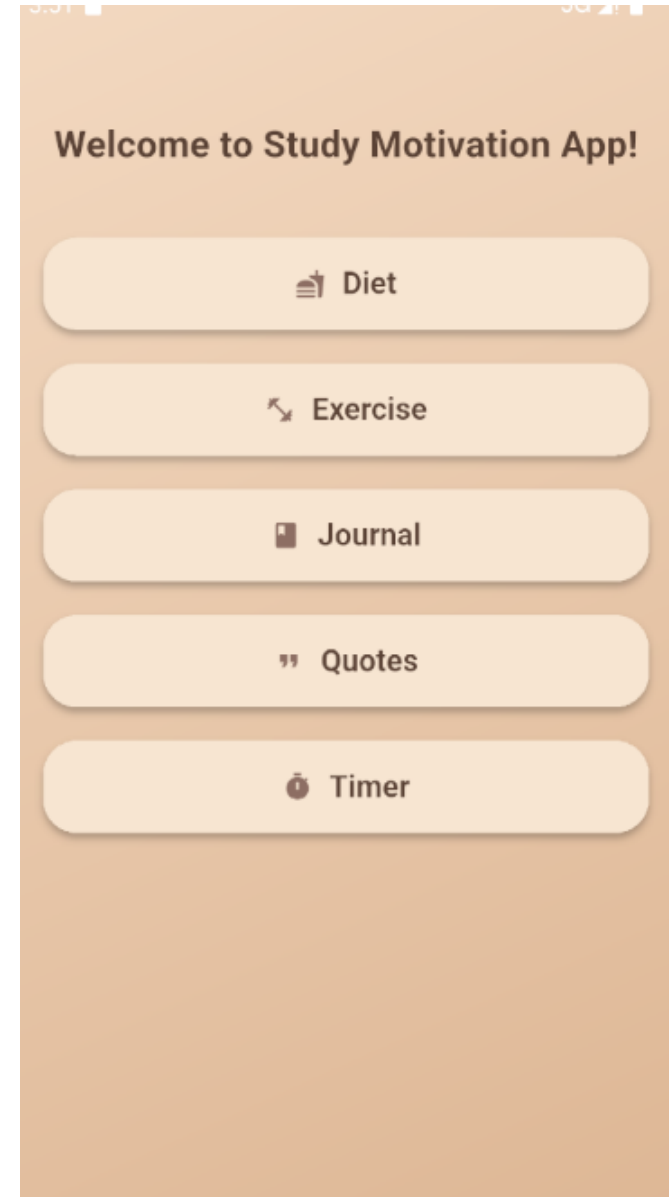 Welcome to Study Motivation App!
Diet
Exercise
Journal
Quotes
Timer